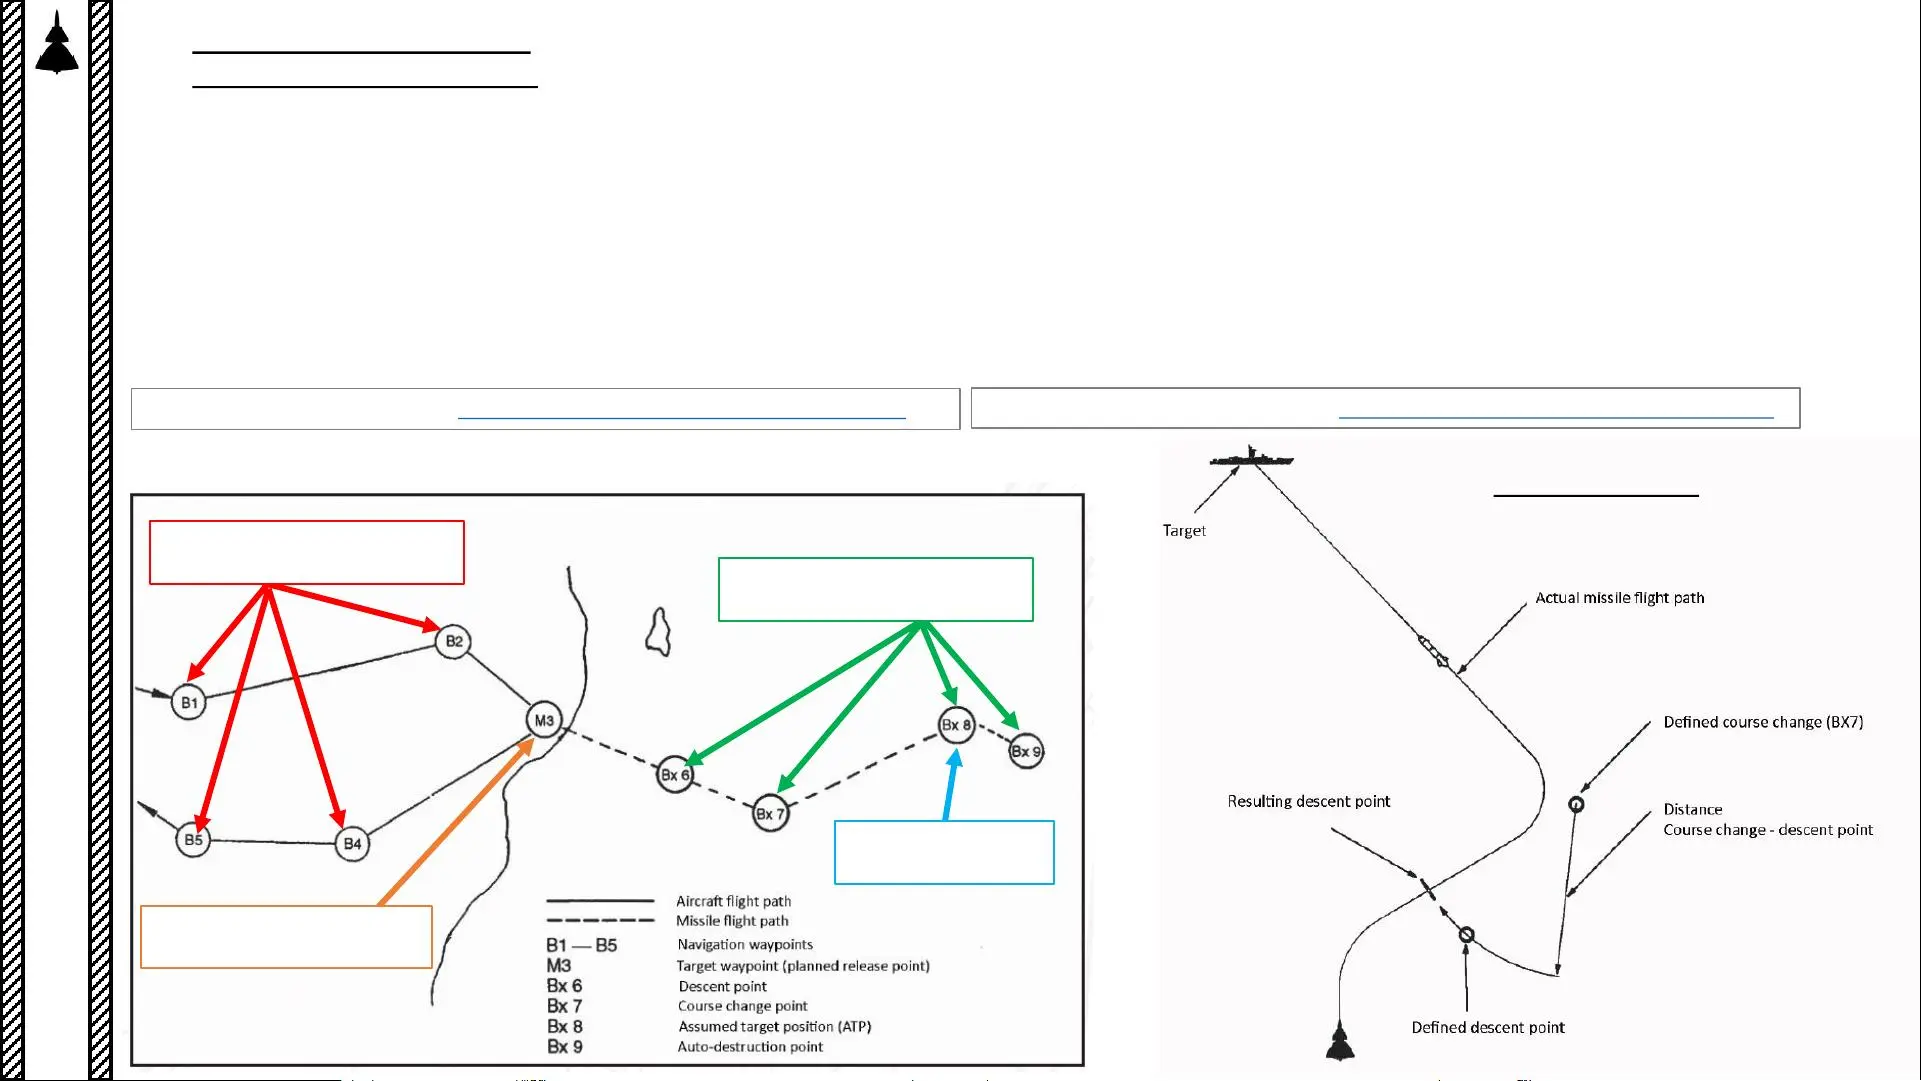 Target
Actual missile flight path
Defined course change (BX7)
Resulting descent point
Distance
Course change - descent point
Defined descent point
B1
B2
M3
B5
B4
Bx 6
Bx 7
Bx 8
Bx 9
Aircraft flight path
Missile flight path
B1 — B5 Navigation waypoints
M3 Target waypoint (planned release point)
Bx 6 Descent point
Bx 7 Course change point
Bx 8 Assumed target position (ATP)
Bx 9 Auto-destruction point